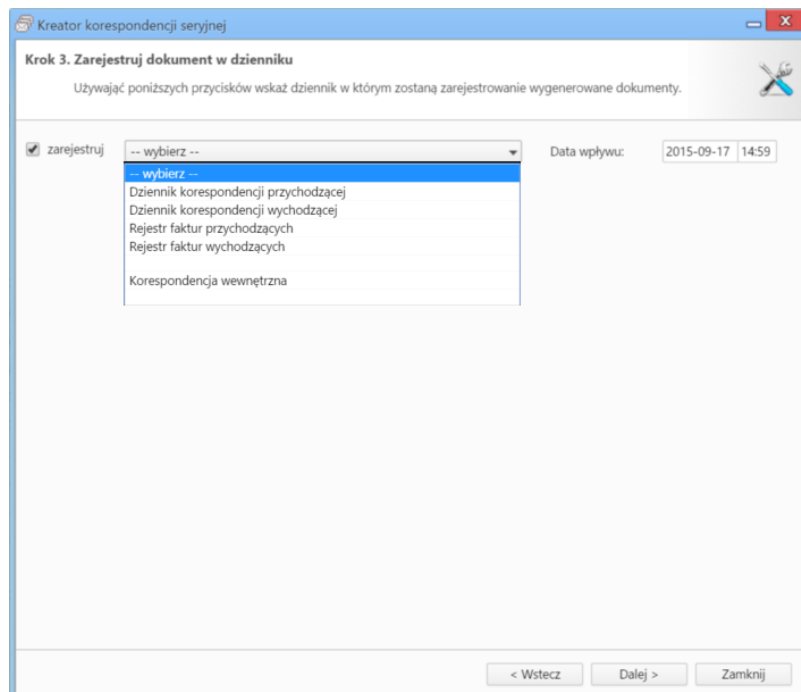 Kreator korespondencji seryjnej
Krok 3. Zarejestruj dokument w dzienniku
Używając poniższych przycisków wskaż dziennik w którym zostaną zarejestrowanie wygenerowane dokumenty.
zarejestruj -- wybierz -- Data wpływu: 2015-09-17 14:59
-- wybierz --
Dziennik korespondencji przychodzącej
Dziennik korespondencji wychodzącej
Rejestr faktur przychodzących
Rejestr faktur wychodzących
Korespondencja wewnętrzna
< Wstecz Dalej > Zamknij